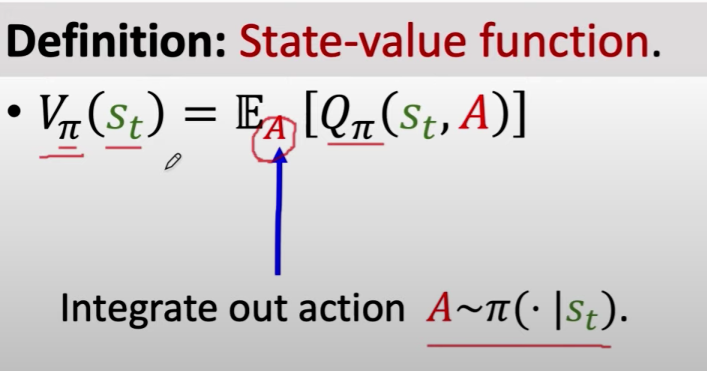 Definition: State-value function.
• V_π(s_t) = 𝔼_A [Q_π(s_t, A)]
Integrate out action A~π(· |s_t).